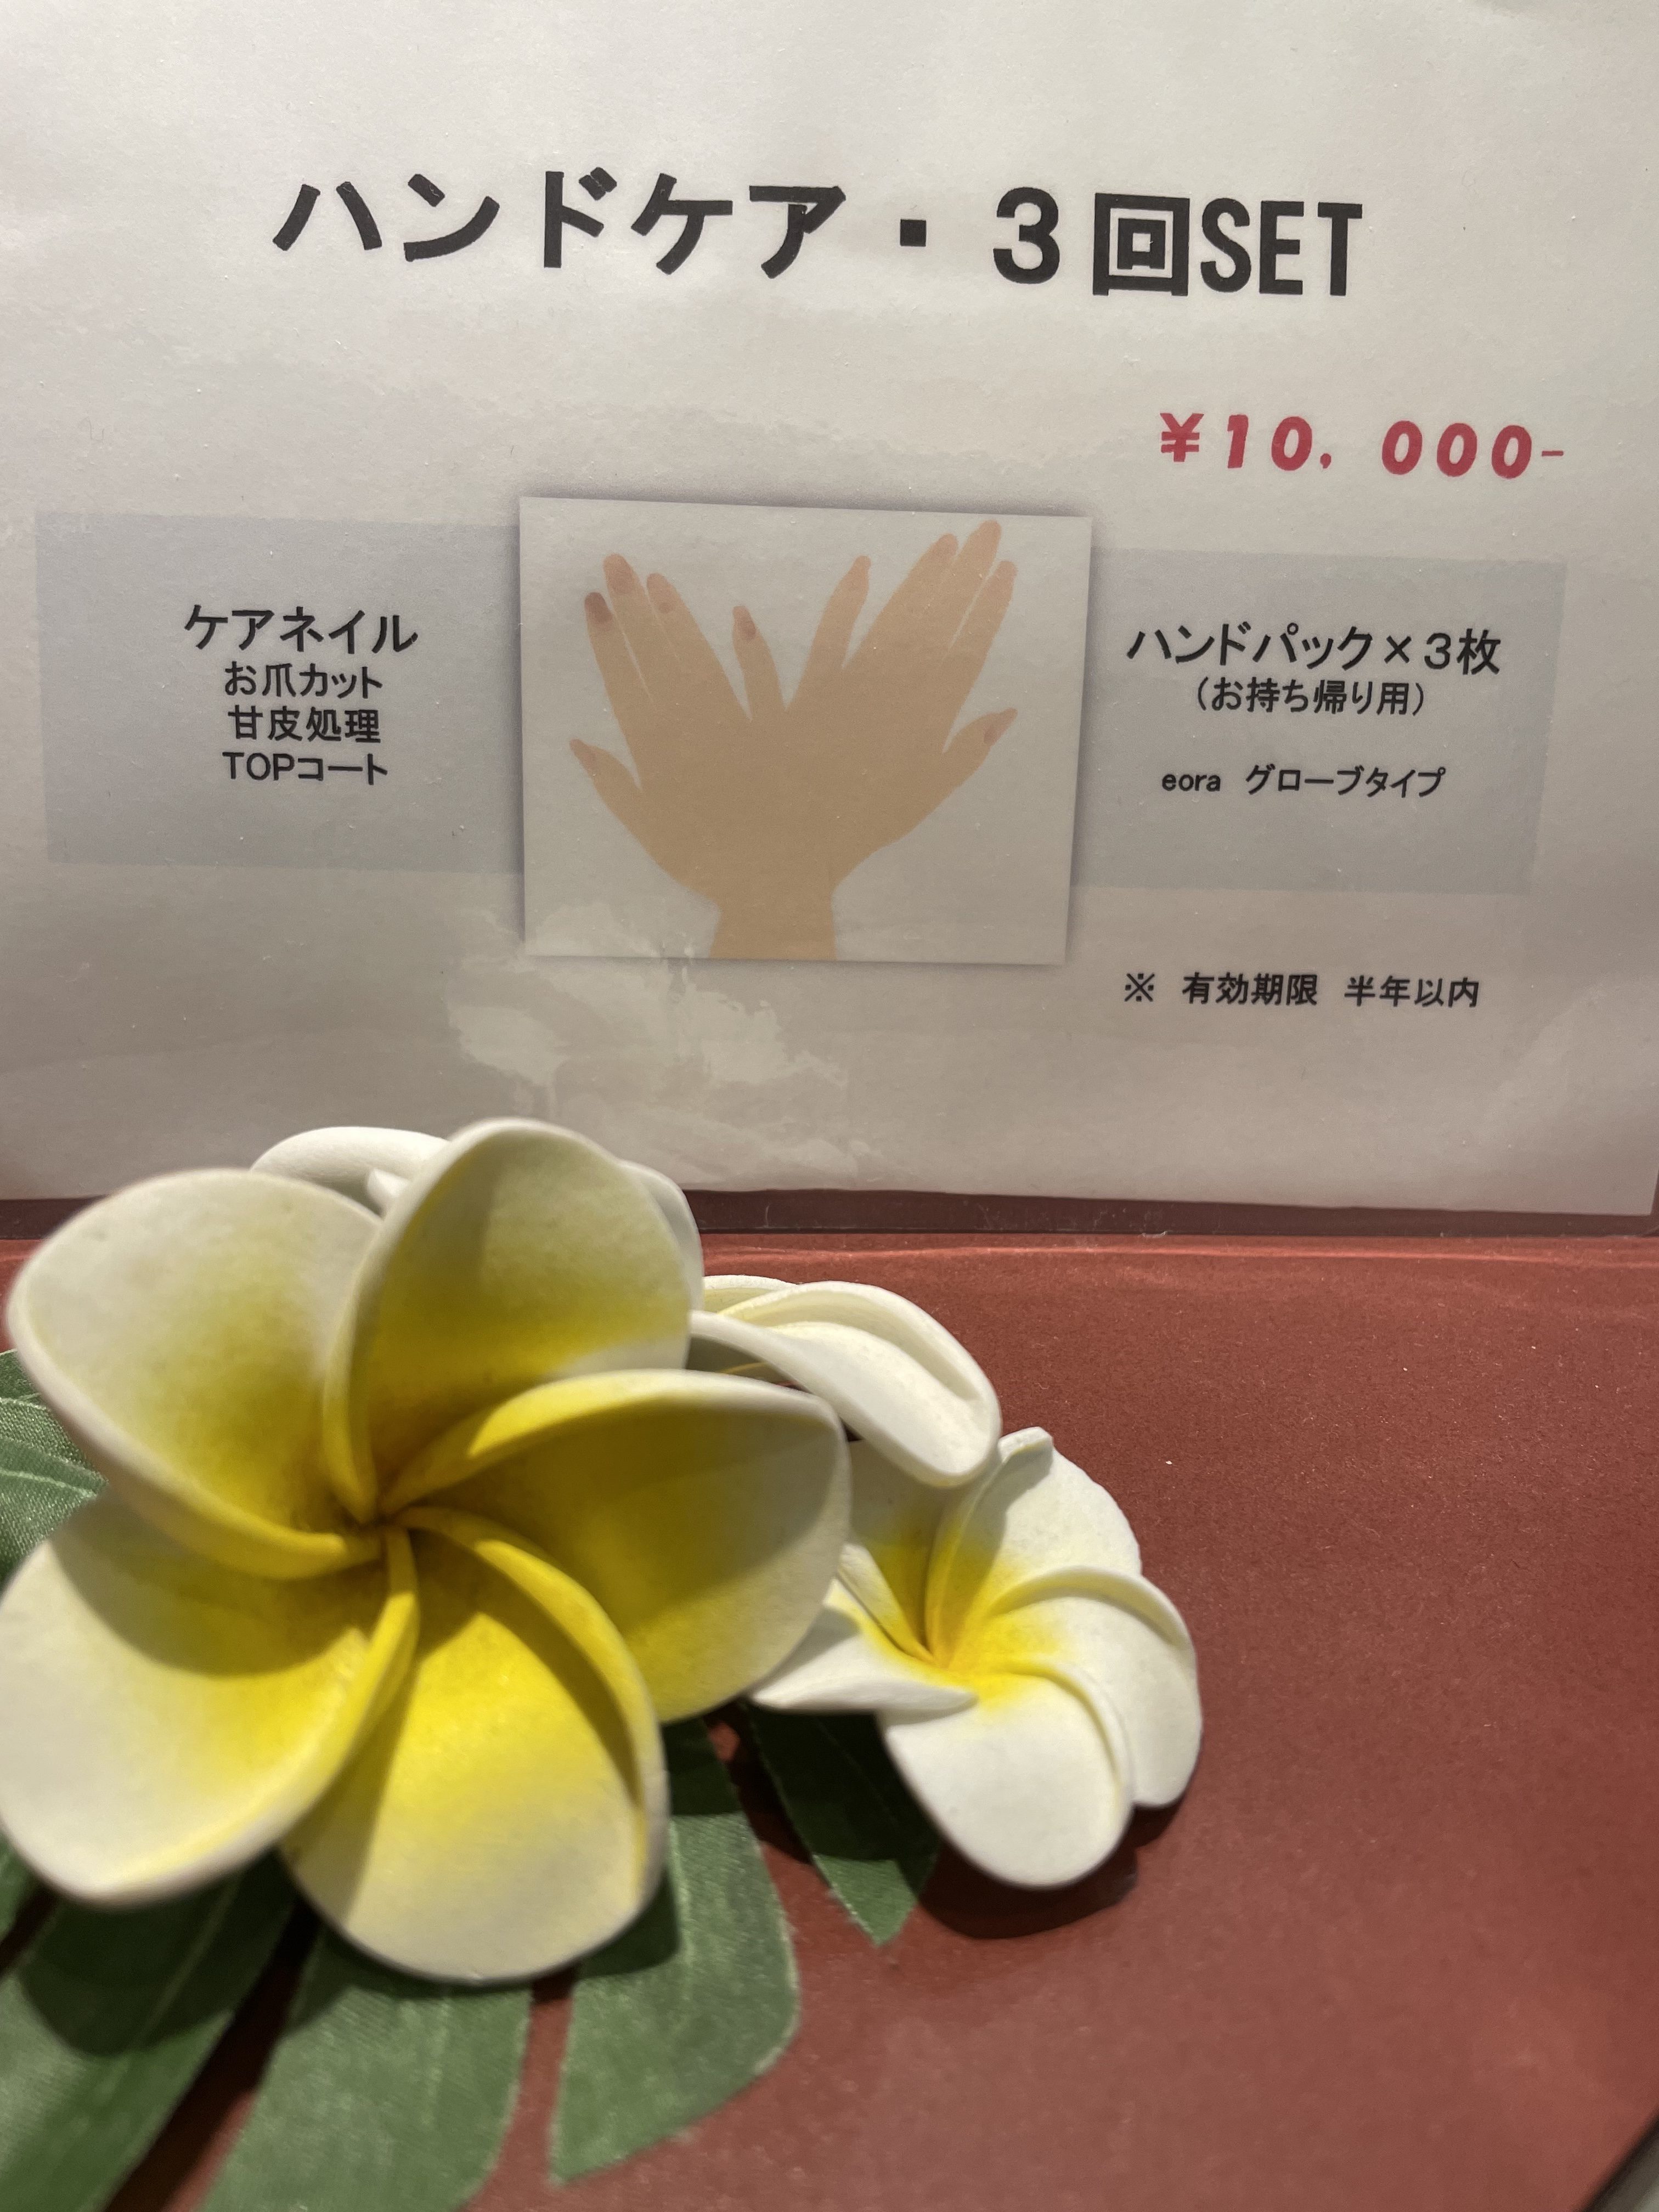 ハンドケア・３回SET
¥10，000-
ケアネイル
お爪カット
甘皮処理
TOPコート
ハンドパック×３枚
（お持ち帰り用）
eora　グローブタイプ
※　有効期限　半年以内